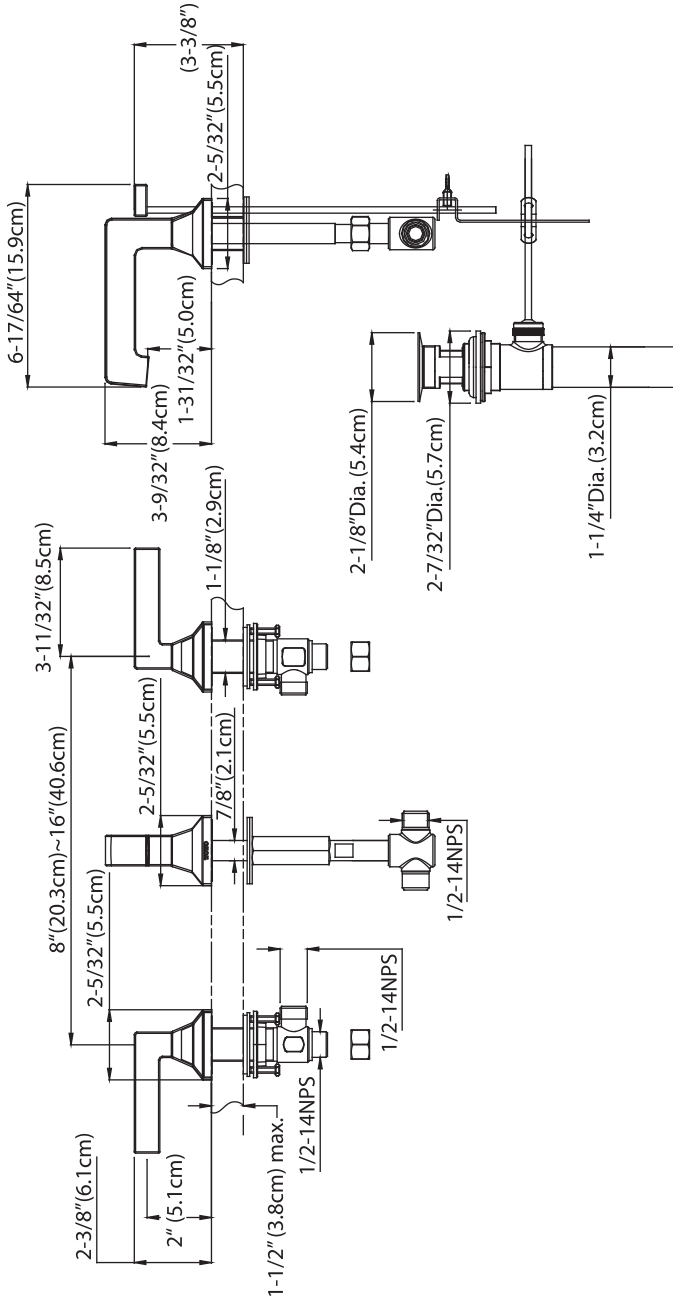 (3-3/8″)
2-5/32″(5.5cm)
6-17/64″(15.9cm)
1-31/32″(5.0cm)
3-9/32″(8.4cm)
2-1/8″Dia.(5.4cm)
2-7/32″Dia.(5.7cm)
1-1/4″Dia. (3.2cm)
3-11/32″(8.5cm)
1-1/8″(2.9cm)
8″(20.3cm)~16″(40.6cm)
2-5/32″(5.5cm)
7/8″(2.1cm)
2-5/32″(5.5cm)
1/2-14NPS
1/2-14NPS
1/2-14NPS
2-3/8″(6.1cm)
2″ (5.1cm)
1-1/2″ (3.8cm) max.